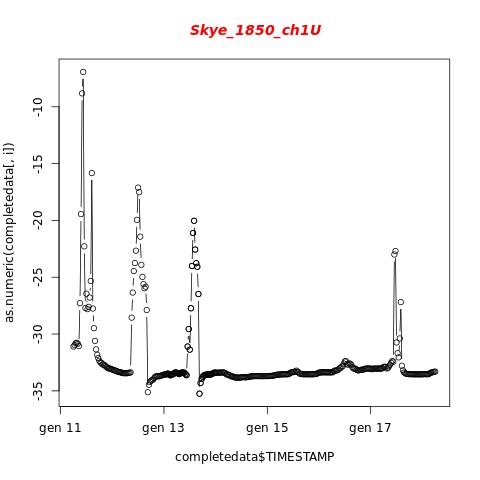 Skye_1850_ch1U
as.numeric(completedata[, i])
-10
-15
-20
-25
-30
-35
gen 11
gen 13
gen 15
gen 17
completedata$TIMESTAMP